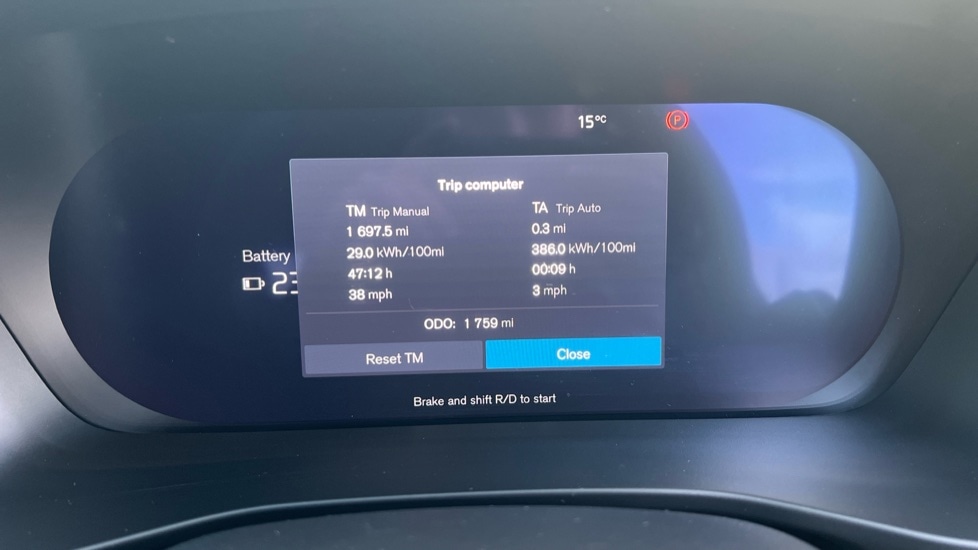 15°C
P
Trip computer
TM Trip Manual
1 697.5 mi
29.0 kWh/100mi
47:12 h
38 mph
TA Trip Auto
0.3 mi
386.0 kWh/100mi
00:09 h
3 mph
Battery
ODO: 1 759 mi
Reset TM
Close
Brake and shift R/D to start